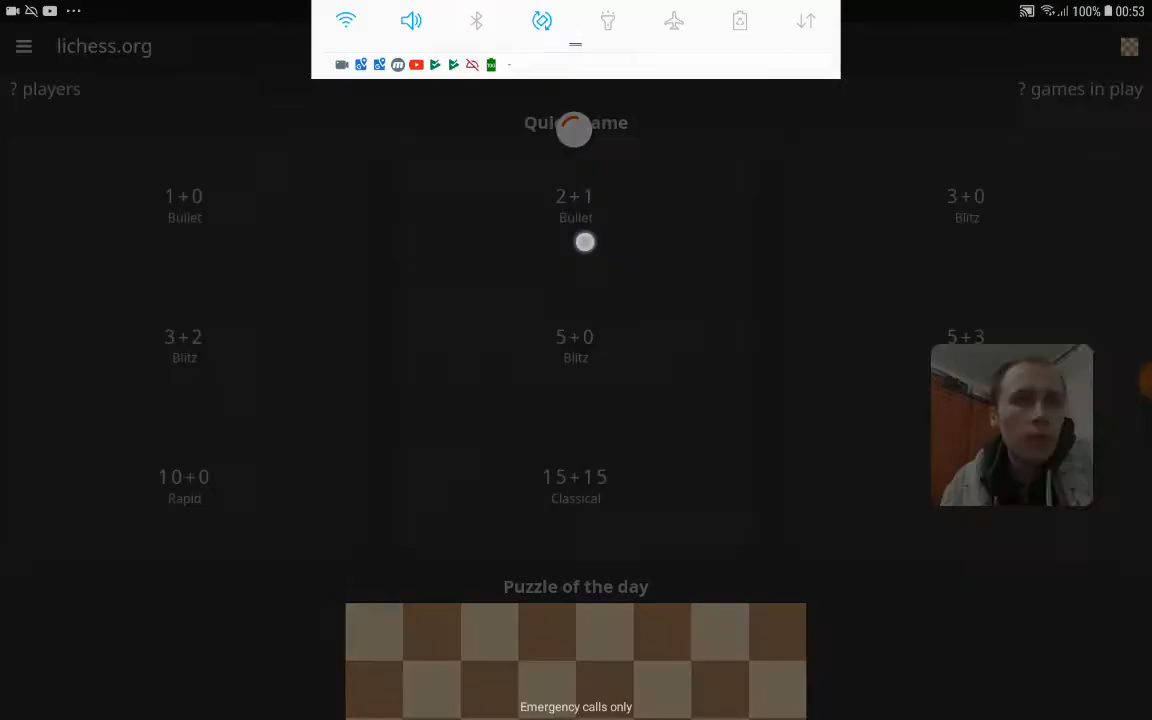 100% 00:53
lichess.org
? players
? games in play
1+0
Bullet
2+1
Bullet
3+0
Blitz
3+2
Blitz
5+0
Blitz
5+3
10+0
Rapid
15+15
Classical
Puzzle of the day
Emergency calls only